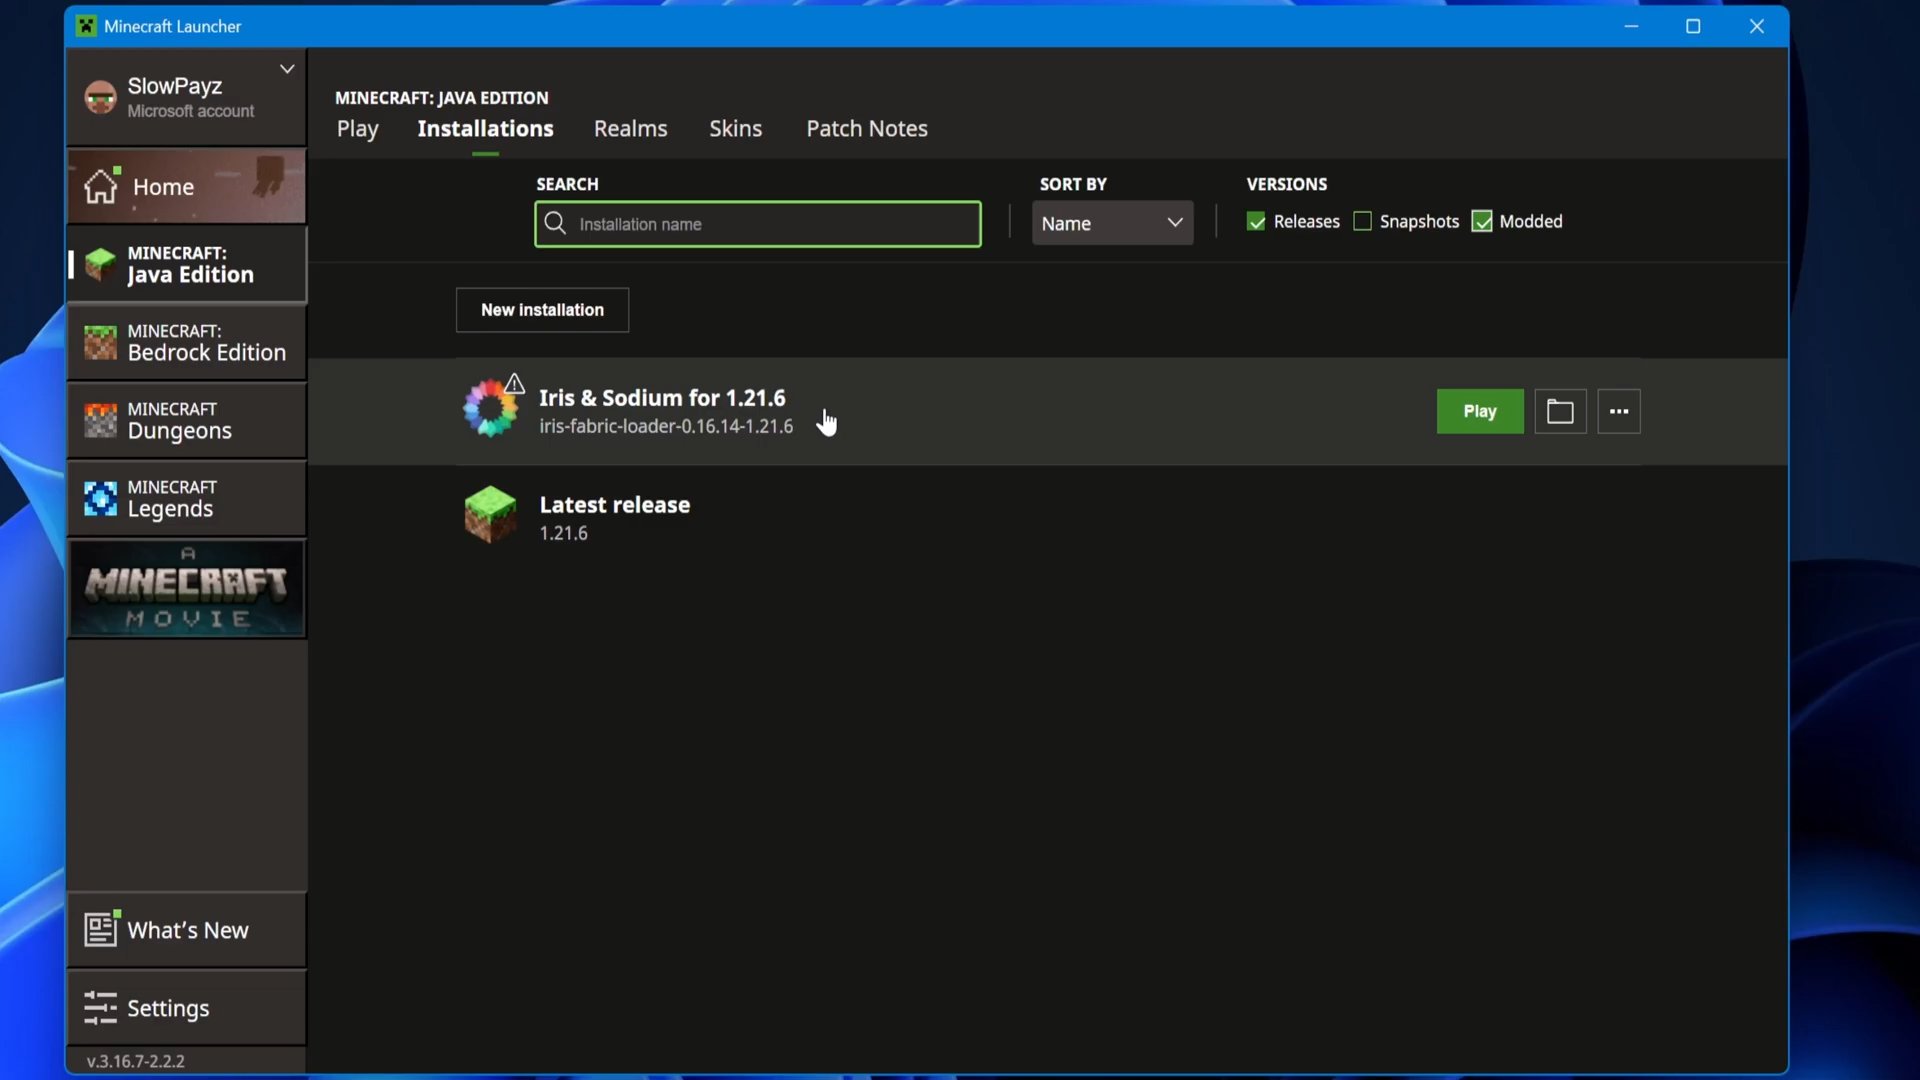 Minecraft Launcher
SlowPayz
Microsoft account
Home
MINECRAFT:
Java Edition
MINECRAFT:
Bedrock Edition
MINECRAFT
Dungeons
MINECRAFT
Legends
A
MINECRAFT
MOVIE
What's New
Settings
v.3.16.7-2.2.2
MINECRAFT: JAVA EDITION
Play Installations Realms Skins Patch Notes
SEARCH
Installation name
SORT BY
Name
VERSIONS
Releases Snapshots Modded
New installation
Iris & Sodium for 1.21.6
iris-fabric-loader-0.16.14-1.21.6
Play
Latest release
1.21.6